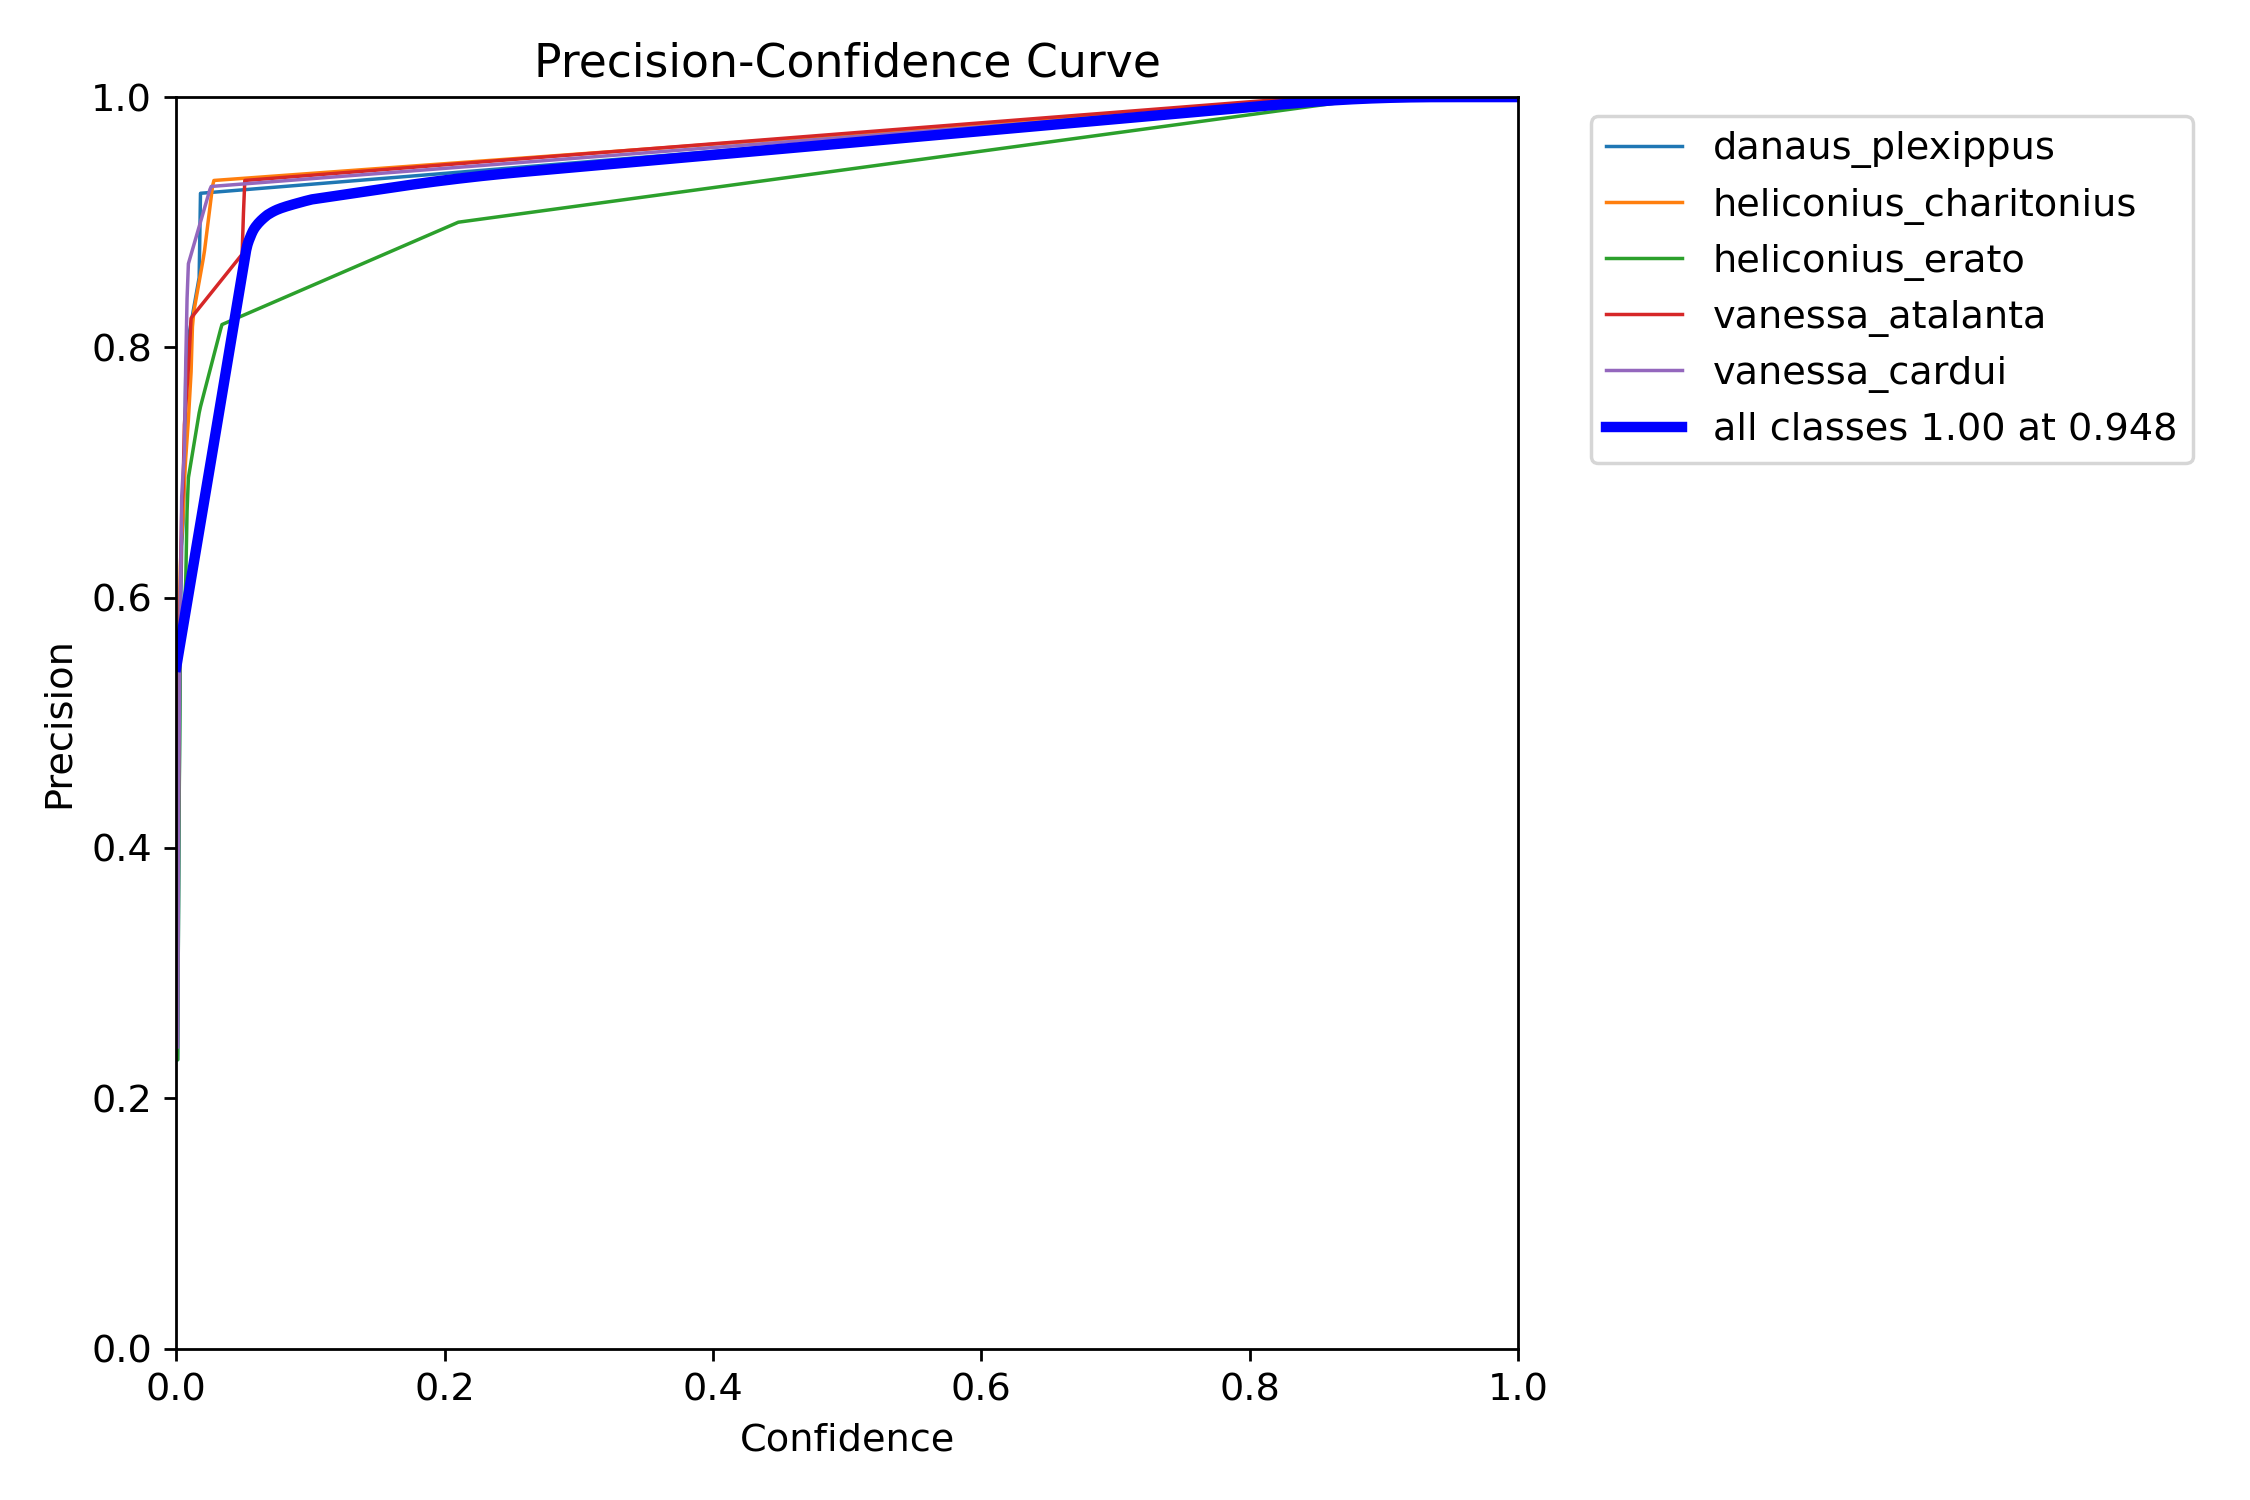 Precision-Confidence Curve
1.0
0.8
0.6
0.4
0.2
0.0
Precision
0.0 0.2 0.4 0.6 0.8 1.0
Confidence
danaus_plexippus
heliconius_charitonius
heliconius_erato
vanessa_atalanta
vanessa_cardui
all classes 1.00 at 0.948